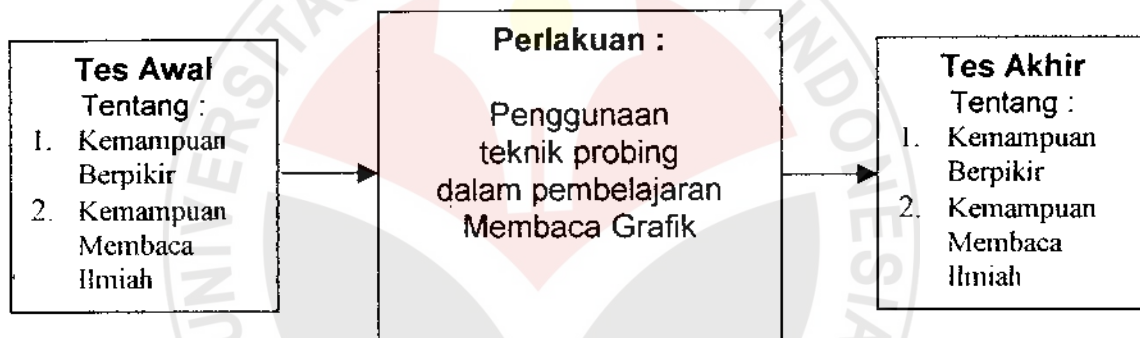 Tes Awal
Tentang :
1. Kemampuan
Berpikir
2. Kemampuan
Membaca
Ilmiah
Perlakuan :
Penggunaan
teknik probing
dalam pembelajaran
Membaca Grafik
Tes Akhir
Tentang :
1. Kemampuan
Berpikir
2. Kemampuan
Membaca
Ilmiah